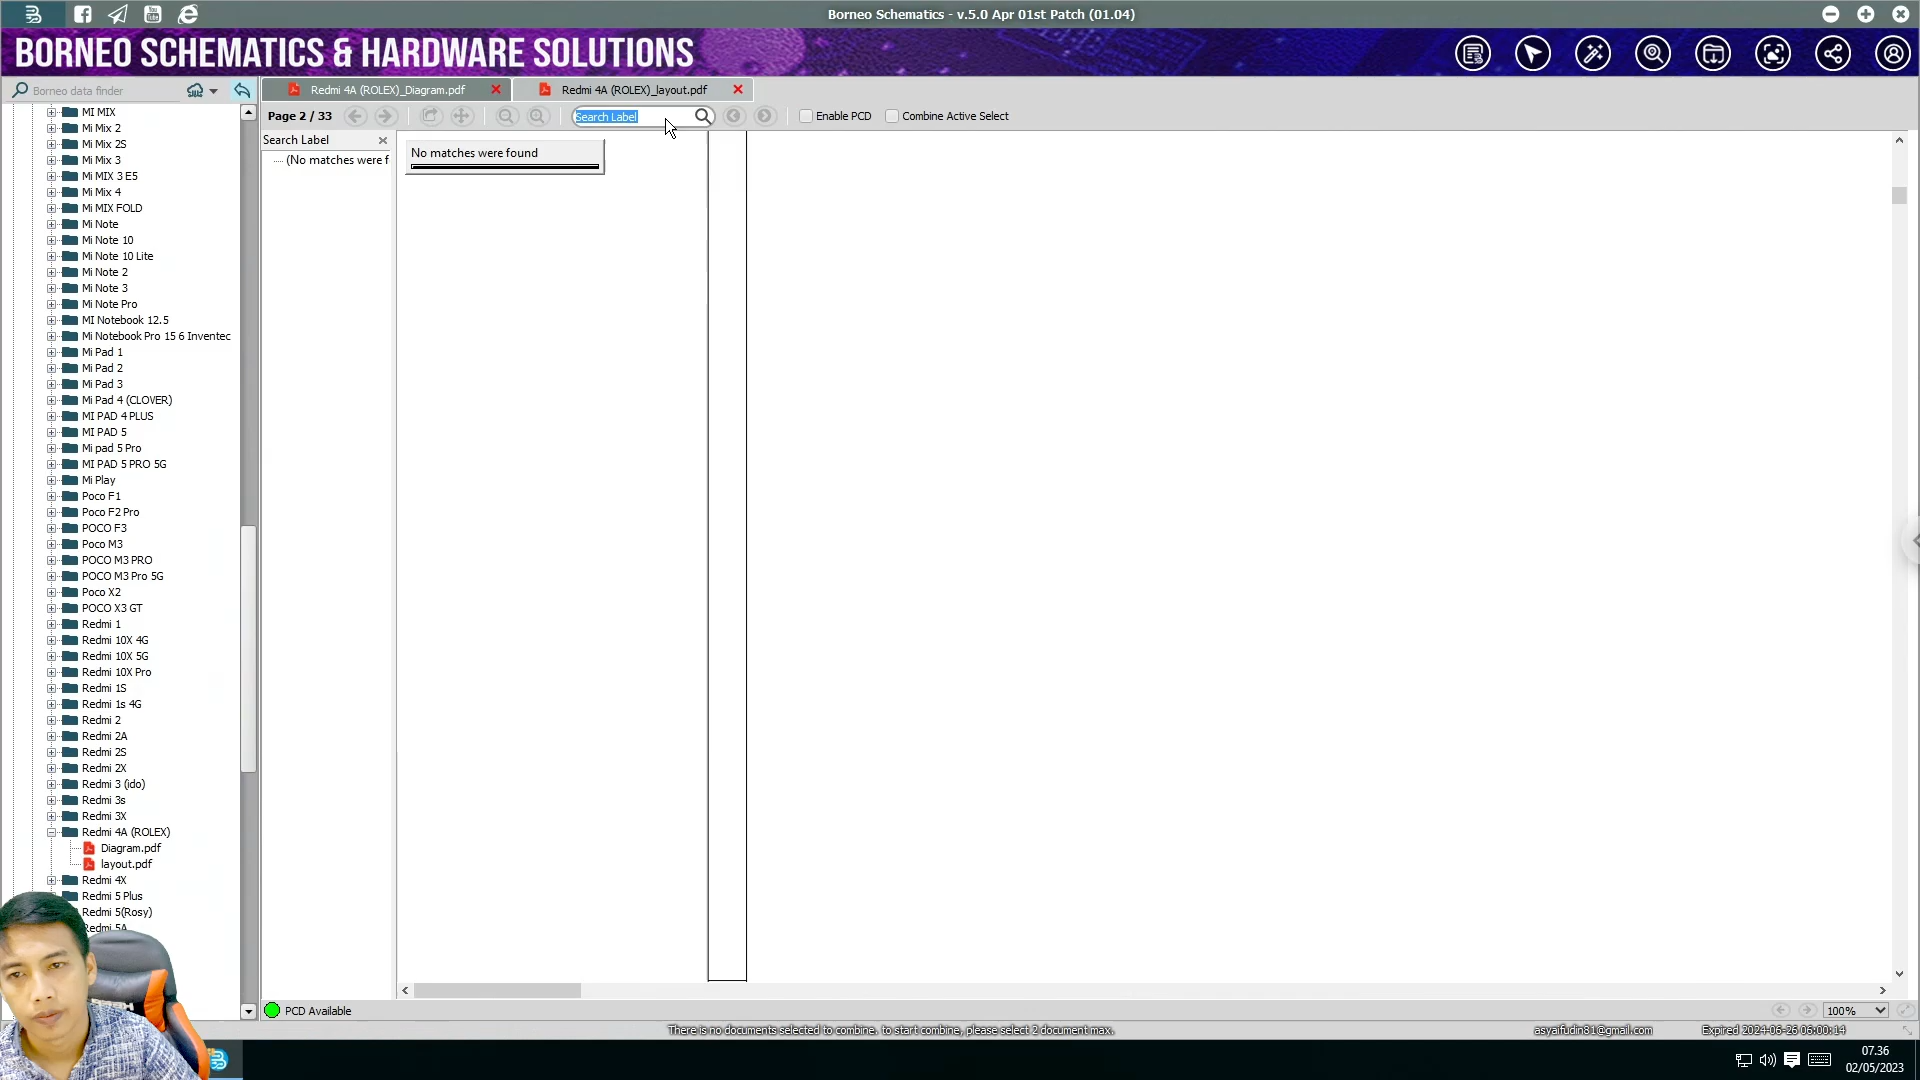 Borneo Schematics - v.5.0 Apr 01st Patch (01.04)
BORNEO SCHEMATICS & HARDWARE SOLUTIONS
Borneo data finder
Redmi 4A (ROLEX)_Diagram.pdf
Redmi 4A (ROLEX)_layout.pdf
Page 2 / 33
Search Label
Enable PCD
Combine Active Select
Search Label
(No matches were f
No matches were found
MI MIX
Mi Mix 2
Mi Mix 2S
Mi Mix 3
Mi MIX 3 E5
Mi Mix 4
Mi MIX FOLD
Mi Note
Mi Note 10
Mi Note 10 Lite
Mi Note 2
Mi Note 3
Mi Note Pro
MI Notebook 12.5
Mi Notebook Pro 15 6 Inventec
Mi Pad 1
Mi Pad 2
Mi Pad 3
Mi Pad 4 (CLOVER)
MI PAD 4 PLUS
MI PAD 5
Mi pad 5 Pro
MI PAD 5 PRO 5G
Mi Play
Poco F1
Poco F2 Pro
POCO F3
Poco M3
POCO M3 PRO
POCO M3 Pro 5G
Poco X2
POCO X3 GT
Redmi 1
Redmi 10X 4G
Redmi 10X 5G
Redmi 10X Pro
Redmi 1S
Redmi 1s 4G
Redmi 2
Redmi 2A
Redmi 2S
Redmi 2X
Redmi 3 (ido)
Redmi 3s
Redmi 3X
Redmi 4A (ROLEX)
Diagram.pdf
layout.pdf
Redmi 4X
Redmi 5 Plus
Redmi 5(Rosy)
Redmi 5A
PCD Available
100%
There is no documents selected to combine. to start combine, please select 2 document max.
asyaifudin81@gmail.com
Expired 2024-06-26 06:00:14
07.36
02/05/2023